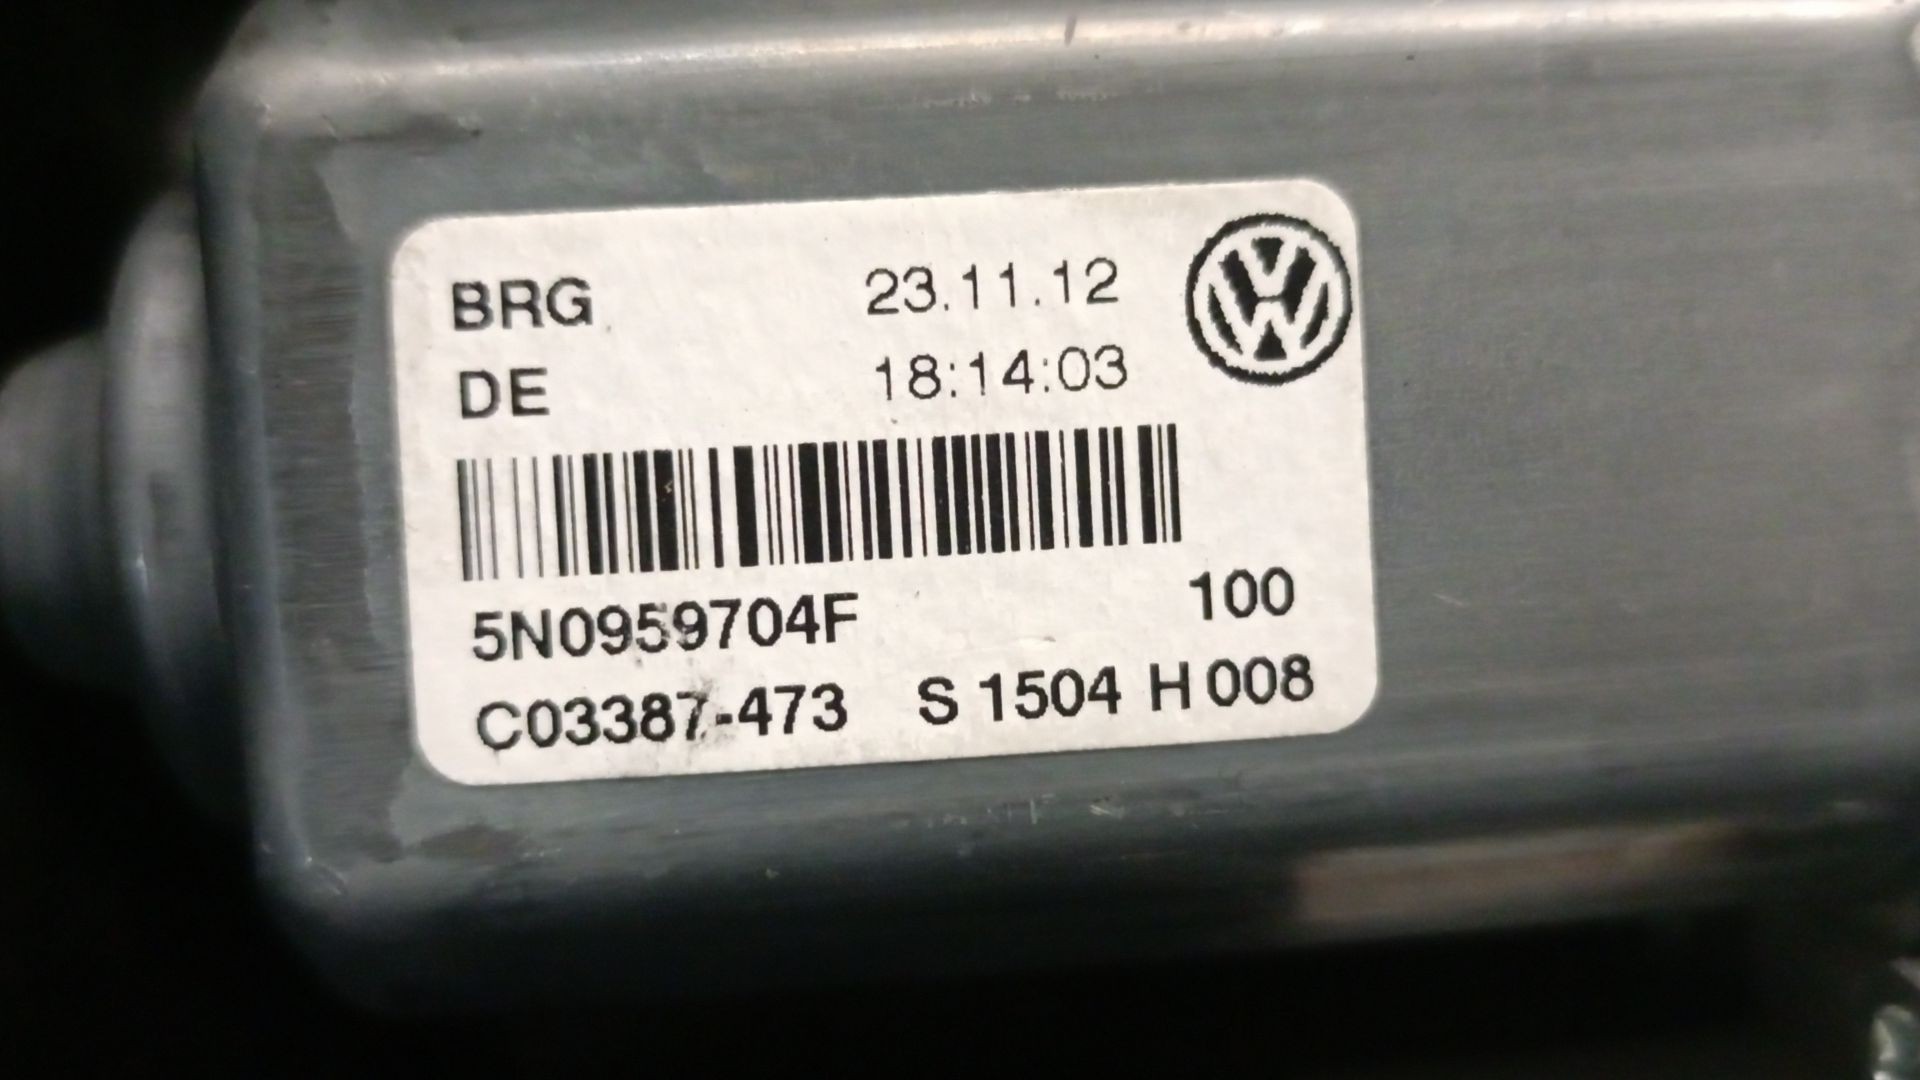 BRG 23.11.12
DE 18:14:03
5N0959704F 100
C03387-473 S 1504 H 008